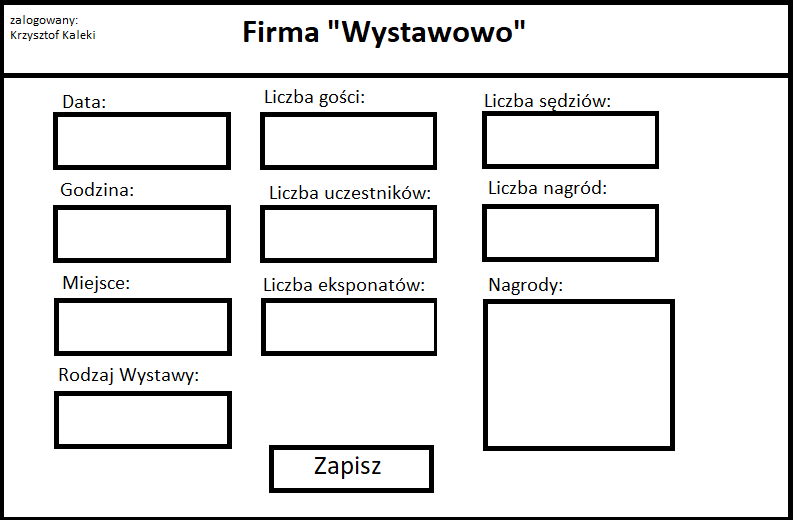 zalogowany:
Krzysztof Kaleki
Firma "Wystawowo"
Data:
Liczba gości:
Liczba sędziów:
Godzina:
Liczba uczestników:
Liczba nagród:
Miejsce:
Liczba eksponatów:
Nagrody:
Rodzaj Wystawy:
Zapisz